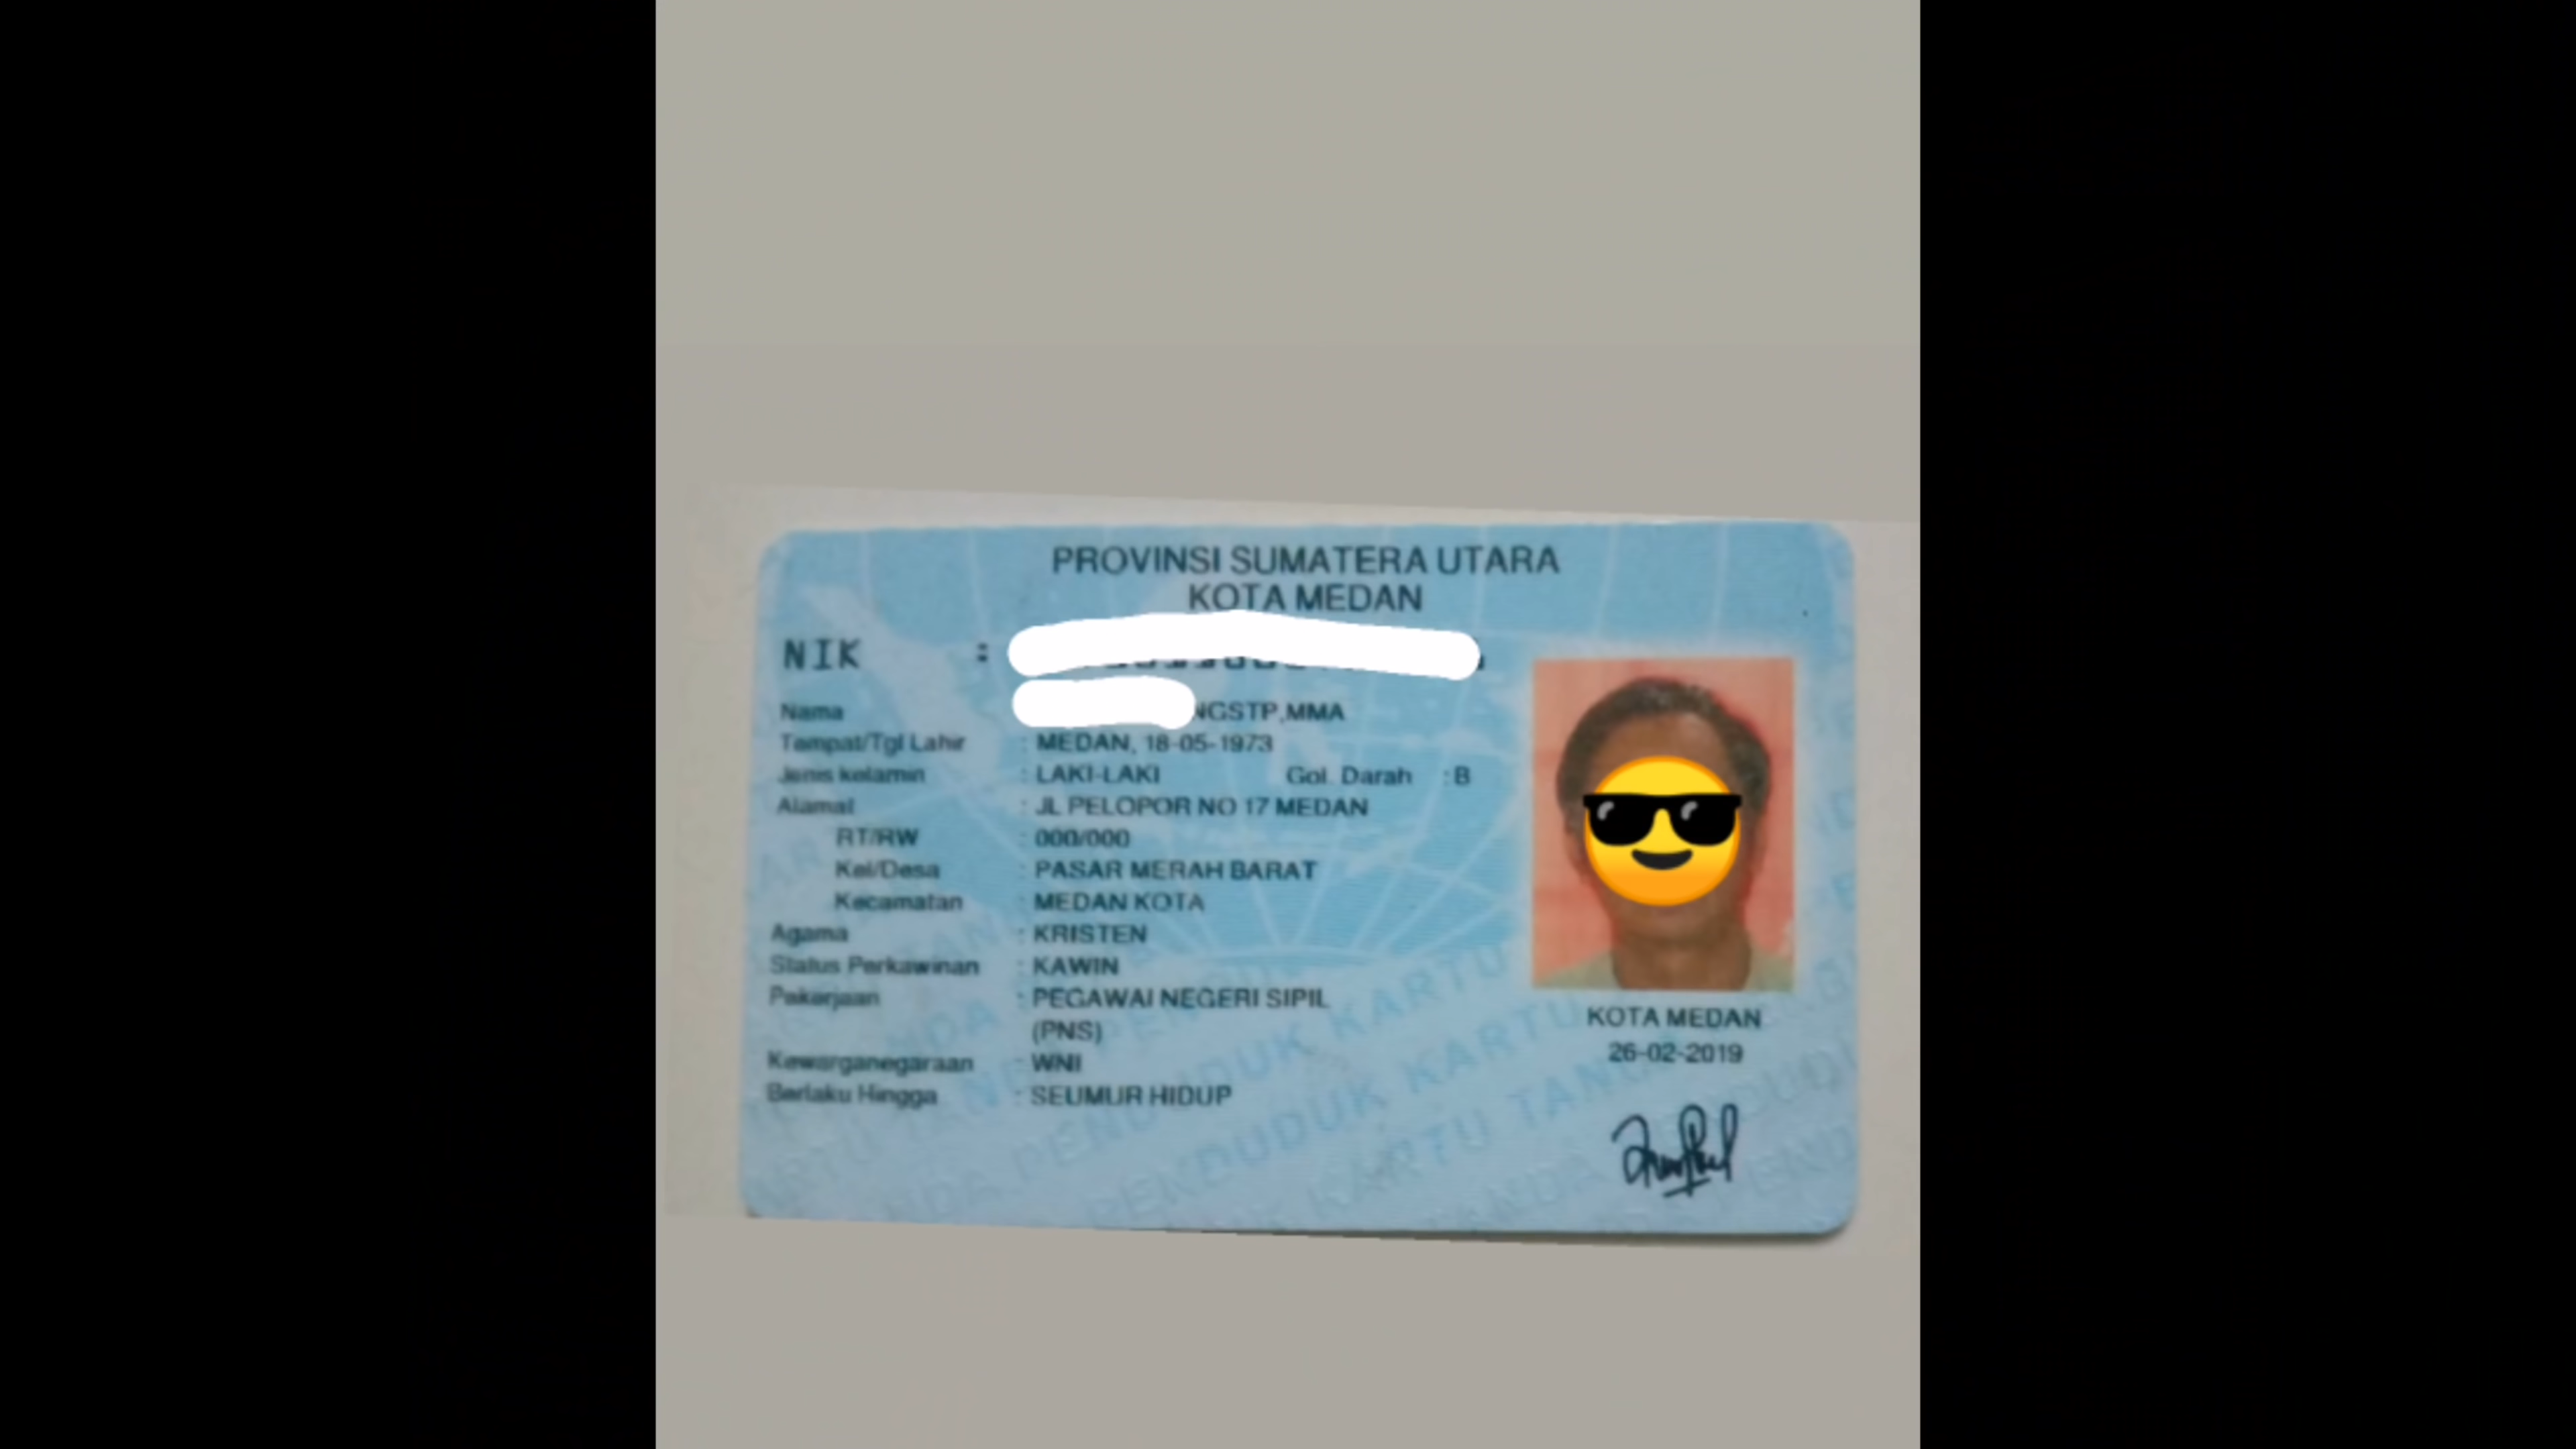 PROVINSI SUMATERA UTARA
KOTA MEDAN
NIK :
Nama NGSTP,MMA
Tempat/Tgl Lahir : MEDAN, 18-05-1973
Jenis kelamin : LAKI-LAKI Gol. Darah : B
Alamat : JL PELOPOR NO 17 MEDAN
RT/RW : 000/000
Kel/Desa : PASAR MERAH BARAT
Kecamatan : MEDAN KOTA
Agama : KRISTEN
Status Perkawinan : KAWIN
Pekerjaan : PEGAWAI NEGERI SIPIL
(PNS)
Kewarganegaraan : WNI
Berlaku Hingga : SEUMUR HIDUP
KOTA MEDAN
26-02-2019